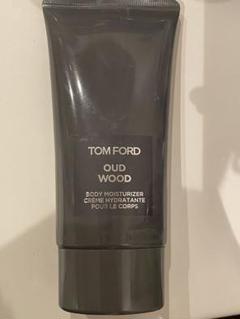 TOM FORD
OUD
WOOD
BODY MOISTURIZER
CRÈME HYDRATANTE
POUR LE CORPS